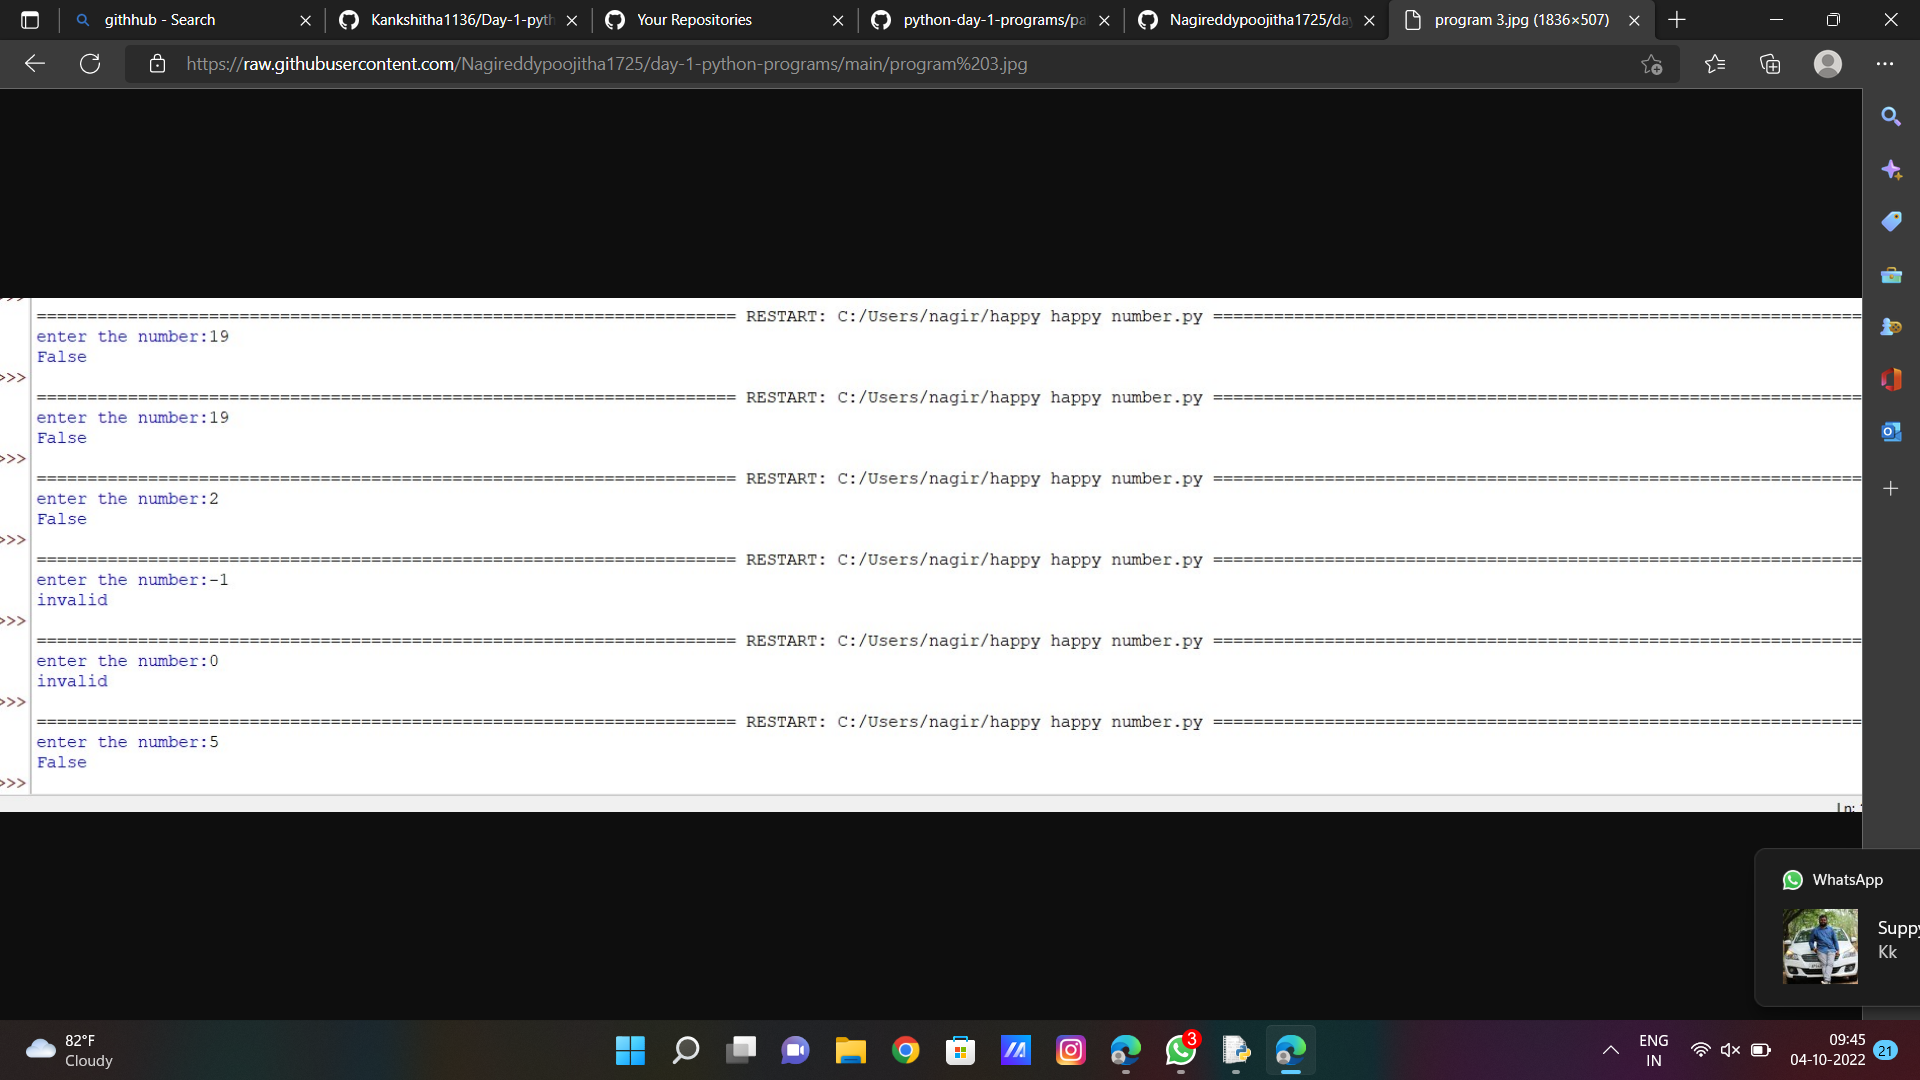 githhub - Search
Kankshitha1136/Day-1-pyth
Your Repositories
python-day-1-programs/pa
Nagireddypoojitha1725/da
program 3.jpg (1836×507)
https://raw.githubusercontent.com/Nagireddypoojitha1725/day-1-python-programs/main/program%203.jpg
===================================================================== RESTART: C:/Users/nagir/happy happy number.py ================================================================
enter the number:19
False
>>>
===================================================================== RESTART: C:/Users/nagir/happy happy number.py ================================================================
enter the number:19
False
>>>
===================================================================== RESTART: C:/Users/nagir/happy happy number.py ================================================================
enter the number:2
False
>>>
===================================================================== RESTART: C:/Users/nagir/happy happy number.py ================================================================
enter the number:-1
invalid
>>>
===================================================================== RESTART: C:/Users/nagir/happy happy number.py ================================================================
enter the number:0
invalid
>>>
===================================================================== RESTART: C:/Users/nagir/happy happy number.py ================================================================
enter the number:5
False
>>>
Ln:
WhatsApp
Suppy
Kk
82°F
Cloudy
3
ENG
IN
09:45
04-10-2022
21